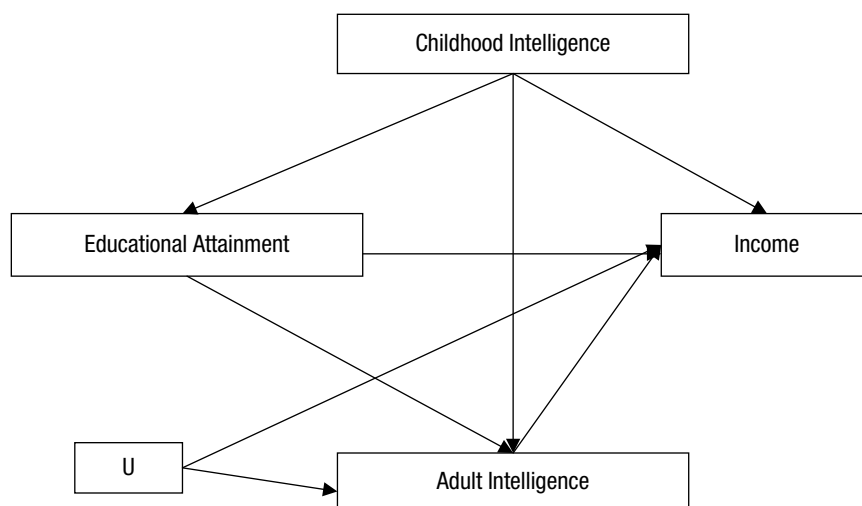 Childhood Intelligence
Educational Attainment
Income
U
Adult Intelligence